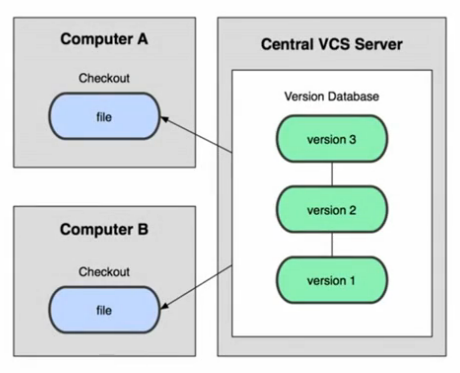 Computer A
Checkout
file
Computer B
Checkout
file
Central VCS Server
Version Database
version 3
version 2
version 1